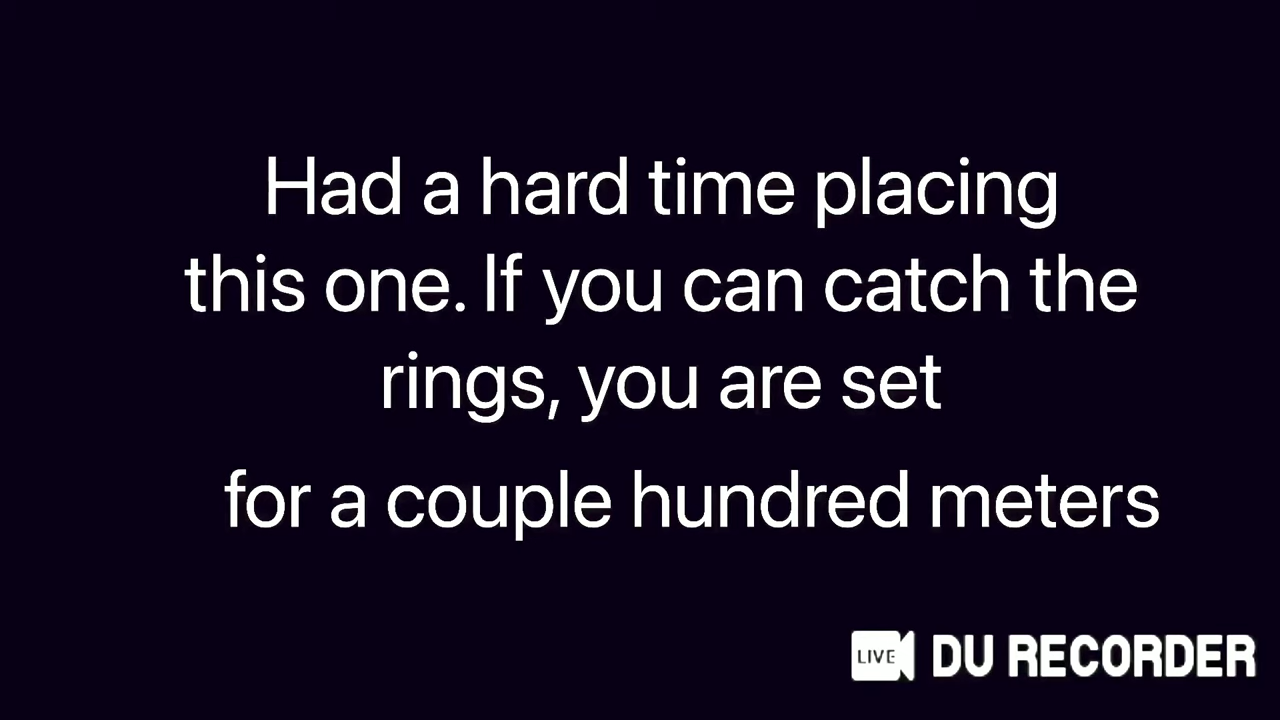 Had a hard time placing
this one. If you can catch the
rings, you are set
for a couple hundred meters
LIVE DU RECORDER